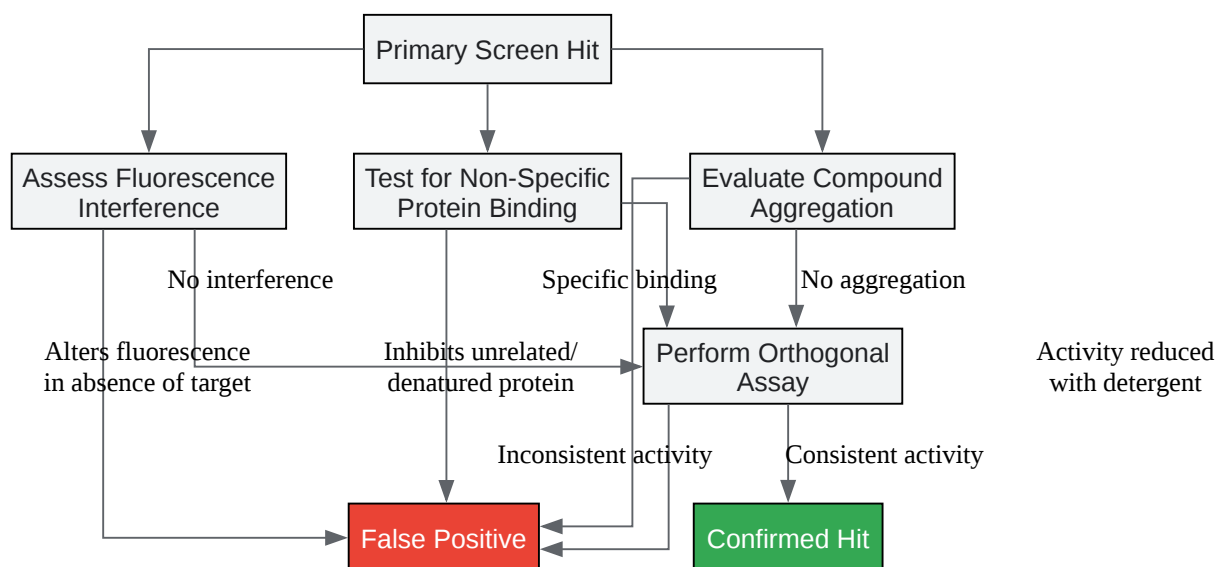 Primary Screen Hit
Assess Fluorescence
Interference
Test for Non-Specific
Protein Binding
Evaluate Compound
Aggregation
No interference
Specific binding
No aggregation
Alters fluorescence
in absence of target
Inhibits unrelated/
denatured protein
Perform Orthogonal
Assay
Activity reduced
with detergent
Inconsistent activity
Consistent activity
False Positive
Confirmed Hit